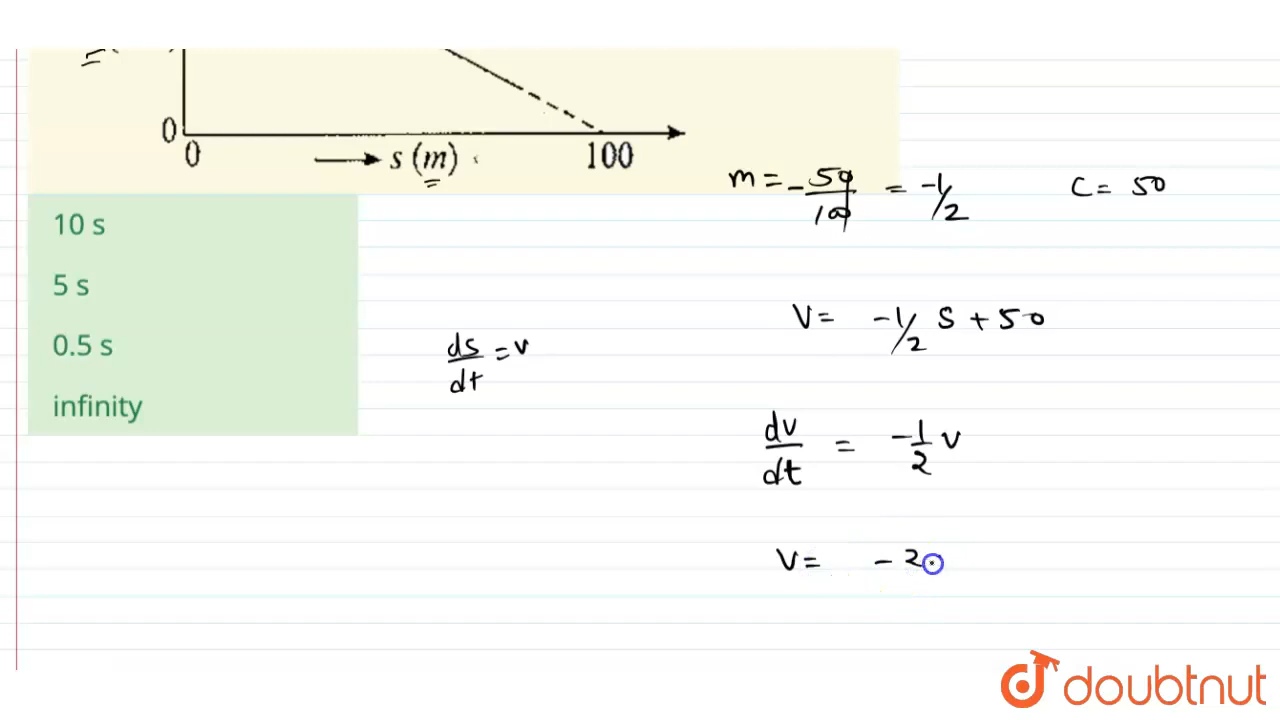 0
0
→ s (m)
100
10 s
5 s
0.5 s
infinity
m = - 50/100 = -1/2
C = 50
V = -1/2 S + 50
ds/dt = v
dv/dt = -1/2 v
V = - 2
doubtnut